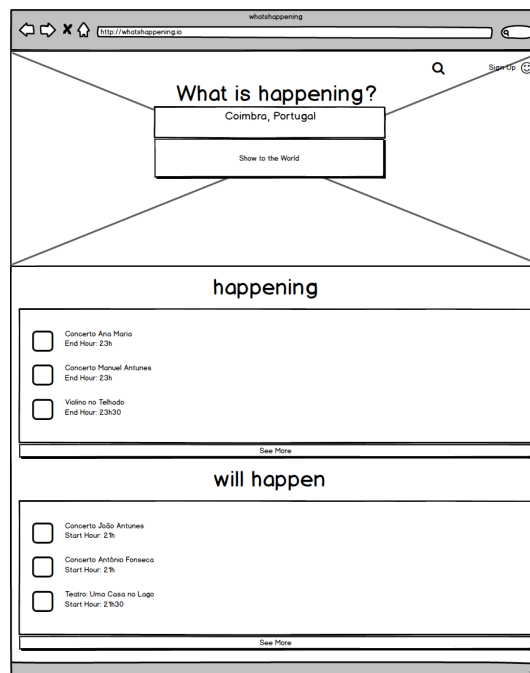 whatshappening
http://whatshappening.io
Sign Up
What is happening?
Coimbra, Portugal
Show to the World
happening
Concerto Ana Maria
End Hour: 23h
Concerto Manuel Antunes
End Hour: 23h
Violino no Telhado
End Hour: 23h30
See More
will happen
Concerto João Antunes
Start Hour: 21h
Concerto António Fonseca
Start Hour: 21h
Teatro: Uma Casa no Lago
Start Hour: 21h30
See More